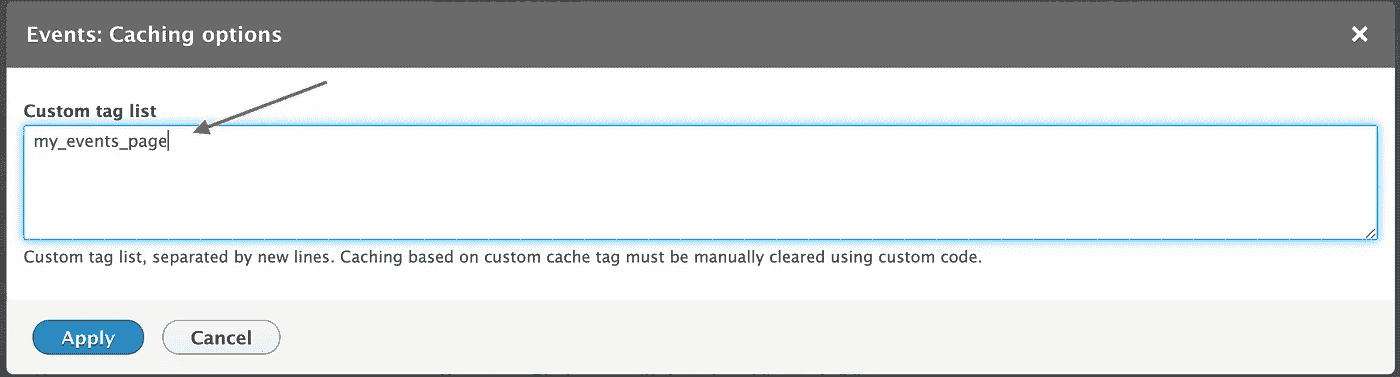 Events: Caching options
Custom tag list
my_events_page
Custom tag list, separated by new lines. Caching based on custom cache tag must be manually cleared using custom code.
Apply Cancel